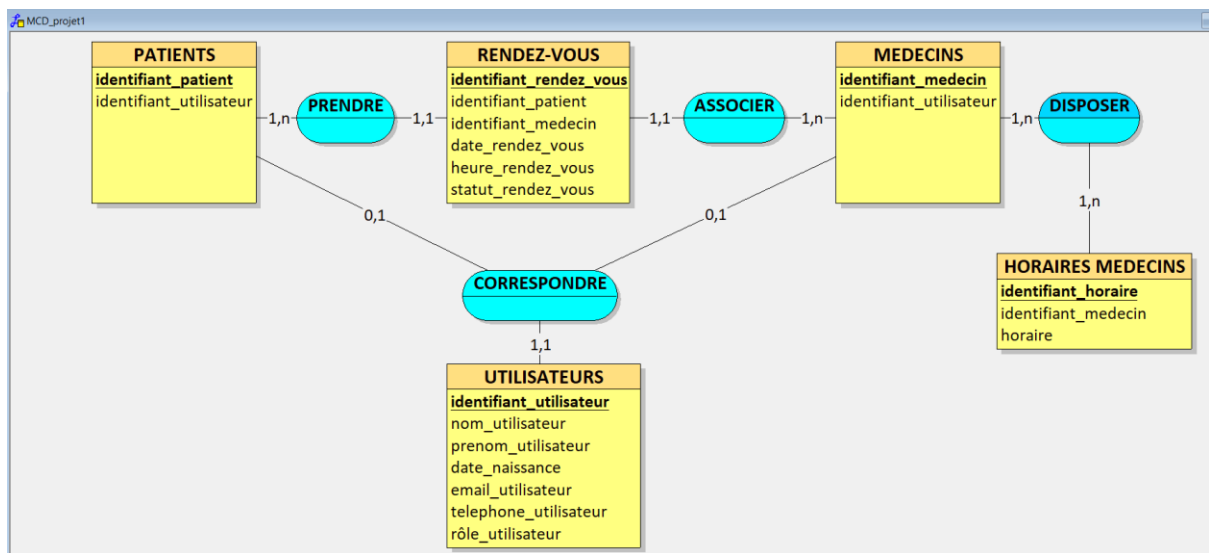 MCD_projet1
PATIENTS
identifiant_patient
identifiant_utilisateur
1,n
PRENDRE
1,1
RENDEZ-VOUS
identifiant_rendez_vous
identifiant_patient
identifiant_medecin
date_rendez_vous
heure_rendez_vous
statut_rendez_vous
1,1
ASSOCIER
1,n
MEDECINS
identifiant_medecin
identifiant_utilisateur
1,n
DISPOSER
1,n
HORAIRES MEDECINS
identifiant_horaire
identifiant_medecin
horaire
0,1
0,1
CORRESPONDRE
1,1
UTILISATEURS
identifiant_utilisateur
nom_utilisateur
prenom_utilisateur
date_naissance
email_utilisateur
telephone_utilisateur
rôle_utilisateur